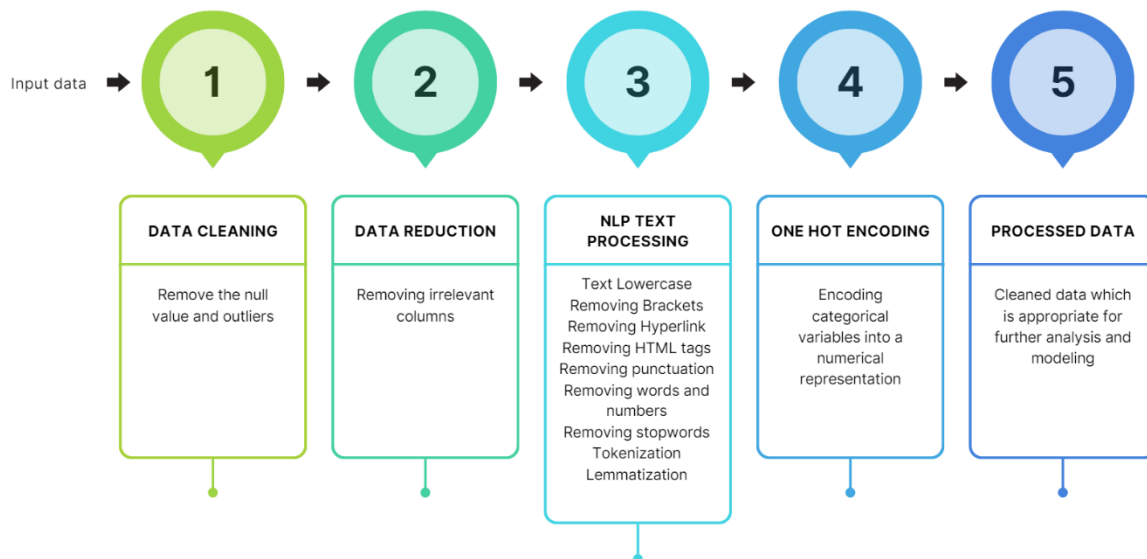 Input data
1
2
3
4
5
DATA CLEANING
Remove the null
value and outliers
DATA REDUCTION
Removing irrelevant
columns
NLP TEXT
PROCESSING
Text Lowercase
Removing Brackets
Removing Hyperlink
Removing HTML tags
Removing punctuation
Removing words and
numbers
Removing stopwords
Tokenization
Lemmatization
ONE HOT ENCODING
Encoding
categorical
variables into a
numerical
representation
PROCESSED DATA
Cleaned data which
is appropriate for
further analysis and
modeling